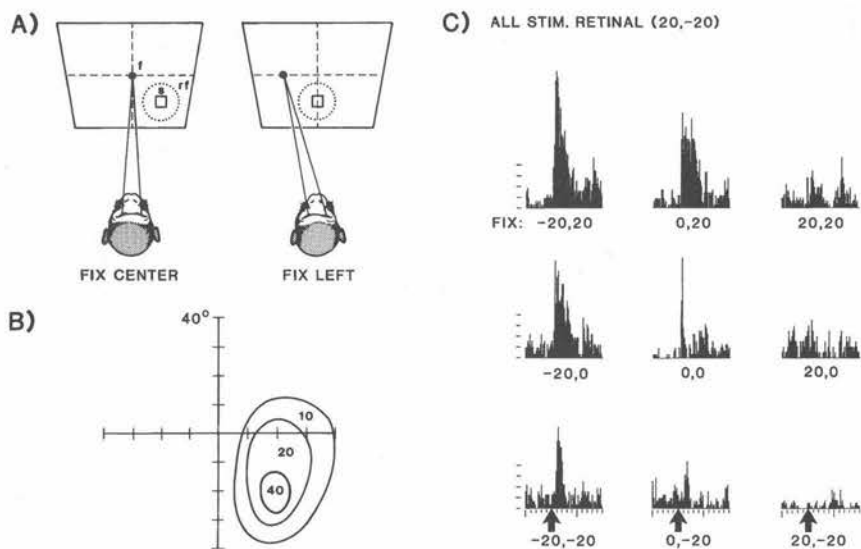 A)
f
s
rf
FIX CENTER
FIX LEFT
B)
40°
10
20
40
C) ALL STIM. RETINAL (20,-20)
FIX: -20,20 0,20 20,20
-20,0 0,0 20,0
-20,-20 0,-20 20,-20